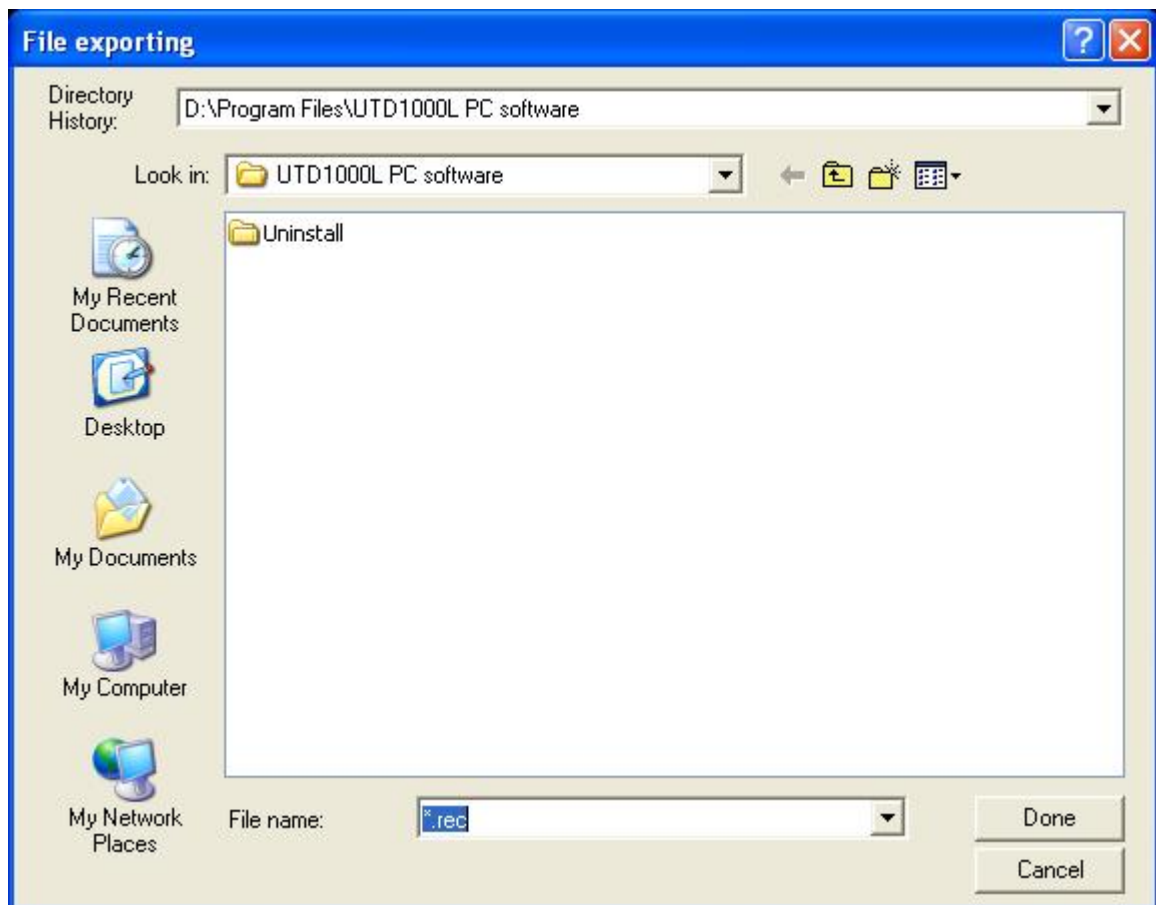 File exporting
Directory
History:
D:\Program Files\UTD1000L PC software
Look in:
UTD1000L PC software
Uninstall
My Recent
Documents
Desktop
My Documents
My Computer
My Network
Places
File name:
*.rec
Done
Cancel